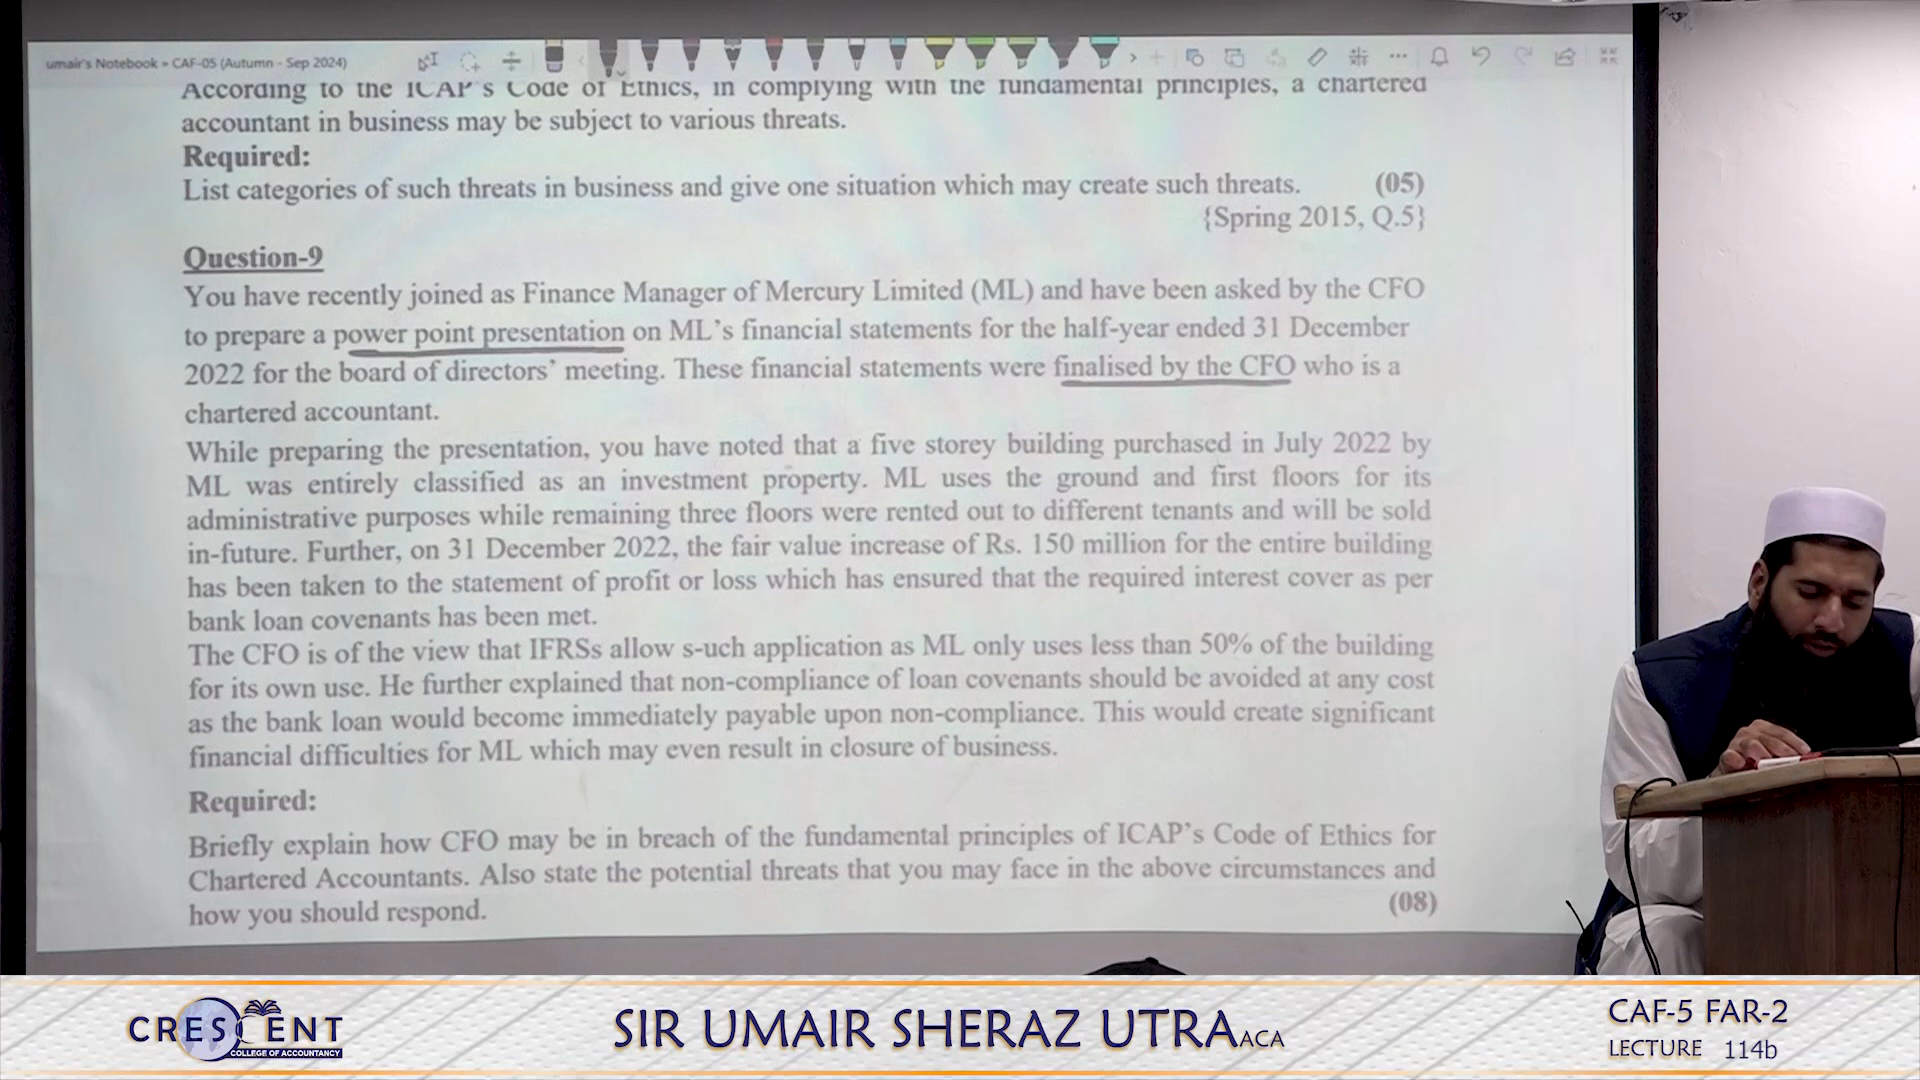 umair's Notebook » CAF-05 (Autumn - Sep 2024)
According to the ICAP's Code of Ethics, in complying with the fundamental principles, a chartered
accountant in business may be subject to various threats.
Required:
List categories of such threats in business and give one situation which may create such threats. (05)
{Spring 2015, Q.5}
Question-9
You have recently joined as Finance Manager of Mercury Limited (ML) and have been asked by the CFO
to prepare a power point presentation on ML's financial statements for the half-year ended 31 December
2022 for the board of directors' meeting. These financial statements were finalised by the CFO who is a
chartered accountant.
While preparing the presentation, you have noted that a five storey building purchased in July 2022 by
ML was entirely classified as an investment property. ML uses the ground and first floors for its
administrative purposes while remaining three floors were rented out to different tenants and will be sold
in-future. Further, on 31 December 2022, the fair value increase of Rs. 150 million for the entire building
has been taken to the statement of profit or loss which has ensured that the required interest cover as per
bank loan covenants has been met.
The CFO is of the view that IFRSs allow s-uch application as ML only uses less than 50% of the building
for its own use. He further explained that non-compliance of loan covenants should be avoided at any cost
as the bank loan would become immediately payable upon non-compliance. This would create significant
financial difficulties for ML which may even result in closure of business.
Required:
Briefly explain how CFO may be in breach of the fundamental principles of ICAP's Code of Ethics for
Chartered Accountants. Also state the potential threats that you may face in the above circumstances and
how you should respond. (08)
CRESCENT
COLLEGE OF ACCOUNTANCY
SIR UMAIR SHERAZ UTRA ACA
CAF-5 FAR-2
LECTURE 114b